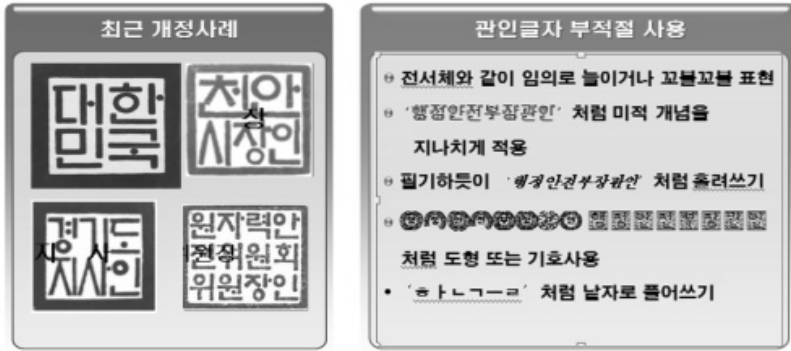 최근 개정사례
대한
민국
천안
시장인
장
경기도
지사인
지 사
원자력안
전위원회
위원장인
관인글자 부적절 사용
전서체와 같이 임의로 늘이거나 꼬불꼬불 표현
‘행정안전부장관인’ 처럼 미적 개념을
지나치게 적용
필기하듯이 ‘행정안전부장관인’ 처럼 흘려쓰기
처럼 도형 또는 기호사용
• ‘ㅎㅏㄴㄱㅡㄹ’ 처럼 낱자로 풀어쓰기